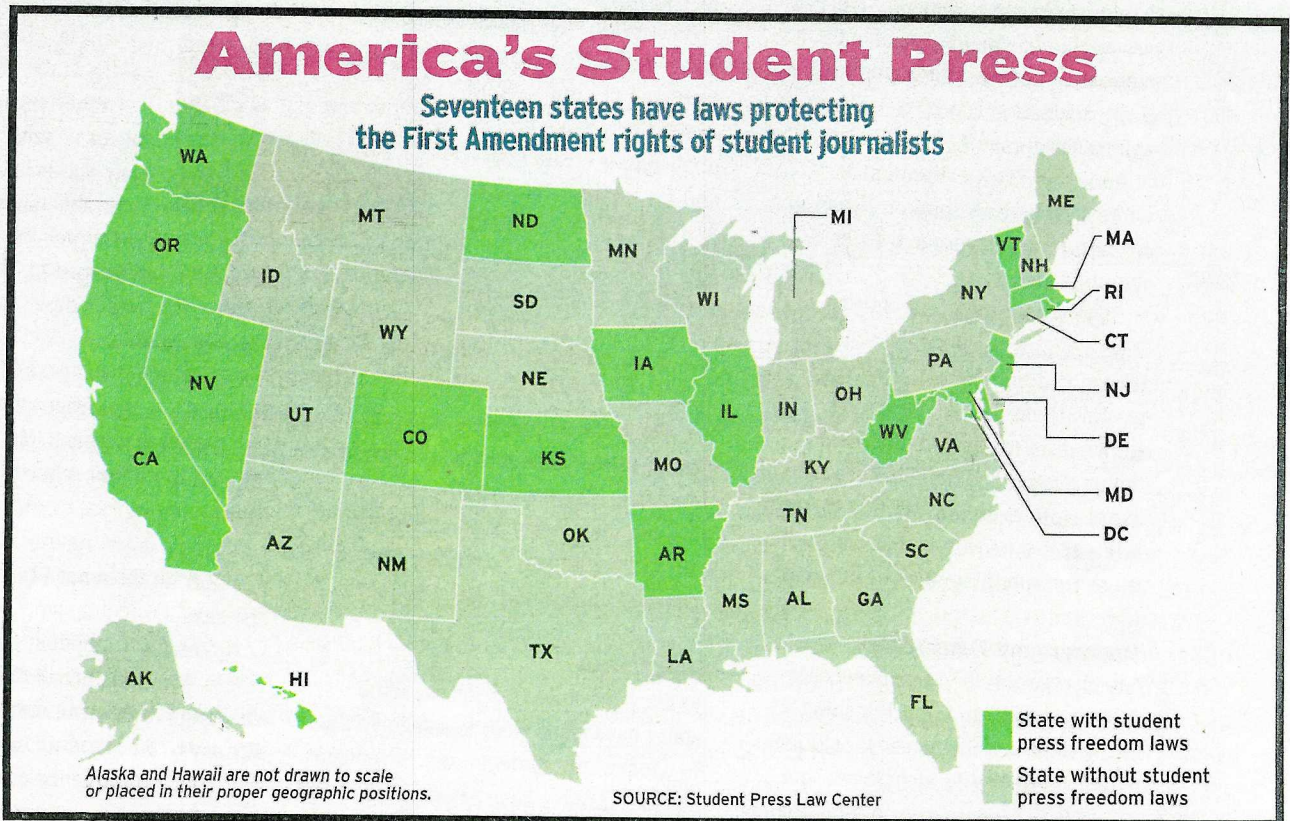 America's Student Press
Seventeen states have laws protecting
the First Amendment rights of student journalists
WA
MT
ND
MN
MI
ME
OR
ID
SD
WI
VT
NH
MA
NY
RI
WY
CT
IA
NE
PA
NV
UT
CO
IL
IN
OH
NJ
WV
DE
CA
KS
MO
KY
VA
MD
NC
DC
AZ
NM
OK
AR
TN
SC
MS
AL
GA
TX
LA
AK
HI
FL
State with student
press freedom laws
State without student
press freedom laws
Alaska and Hawaii are not drawn to scale
or placed in their proper geographic positions.
SOURCE: Student Press Law Center